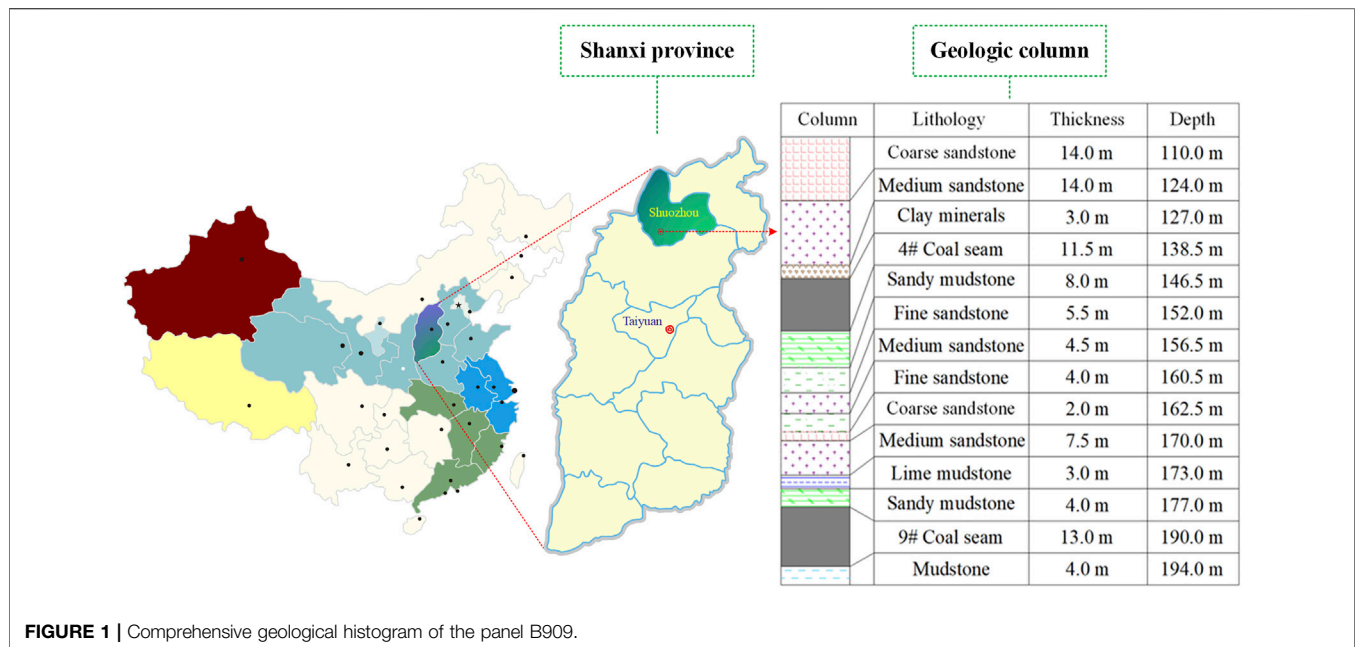 Shanxi province
Geologic column
Shuozhou
Taiyuan
Column Lithology Thickness Depth
Coarse sandstone 14.0 m 110.0 m
Medium sandstone 14.0 m 124.0 m
Clay minerals 3.0 m 127.0 m
4# Coal seam 11.5 m 138.5 m
Sandy mudstone 8.0 m 146.5 m
Fine sandstone 5.5 m 152.0 m
Medium sandstone 4.5 m 156.5 m
Fine sandstone 4.0 m 160.5 m
Coarse sandstone 2.0 m 162.5 m
Medium sandstone 7.5 m 170.0 m
Lime mudstone 3.0 m 173.0 m
Sandy mudstone 4.0 m 177.0 m
9# Coal seam 13.0 m 190.0 m
Mudstone 4.0 m 194.0 m
FIGURE 1 | Comprehensive geological histogram of the panel B909.